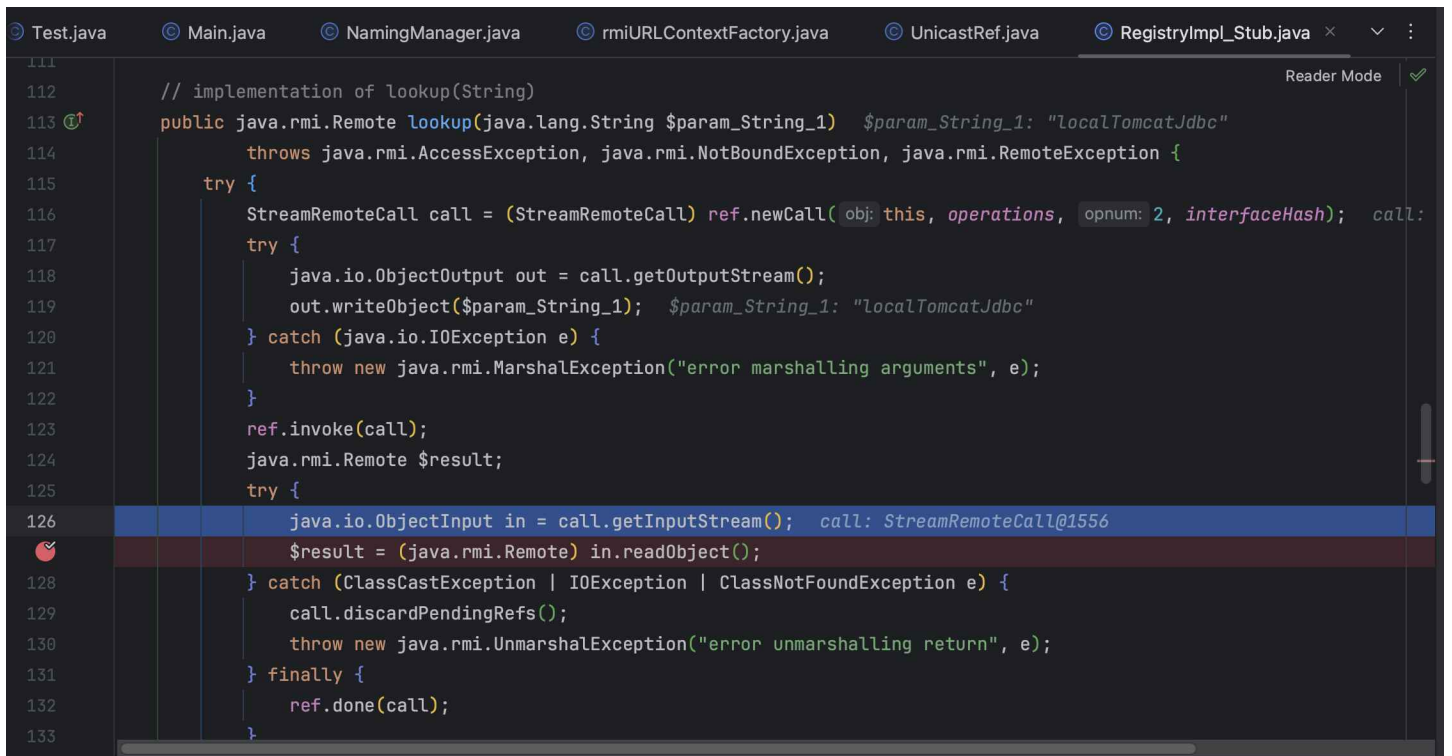 Test.java Main.java NamingManager.java rmiURLContextFactory.java UnicastRef.java RegistryImpl_Stub.java
111
Reader Mode
112 // implementation of lookup(String)
113 public java.rmi.Remote lookup(java.lang.String $param_String_1) $param_String_1: "localTomcatJdbc"
114 throws java.rmi.AccessException, java.rmi.NotBoundException, java.rmi.RemoteException {
115 try {
116 StreamRemoteCall call = (StreamRemoteCall) ref.newCall( obj: this, operations, opnum: 2, interfaceHash); call:
117 try {
118 java.io.ObjectOutput out = call.getOutputStream();
119 out.writeObject($param_String_1); $param_String_1: "localTomcatJdbc"
120 } catch (java.io.IOException e) {
121 throw new java.rmi.MarshalException("error marshalling arguments", e);
122 }
123 ref.invoke(call);
124 java.rmi.Remote $result;
125 try {
126 java.io.ObjectInput in = call.getInputStream(); call: StreamRemoteCall@1556
$result = (java.rmi.Remote) in.readObject();
128 } catch (ClassCastException | IOException | ClassNotFoundException e) {
129 call.discardPendingRefs();
130 throw new java.rmi.UnmarshalException("error unmarshalling return", e);
131 } finally {
132 ref.done(call);
133 }